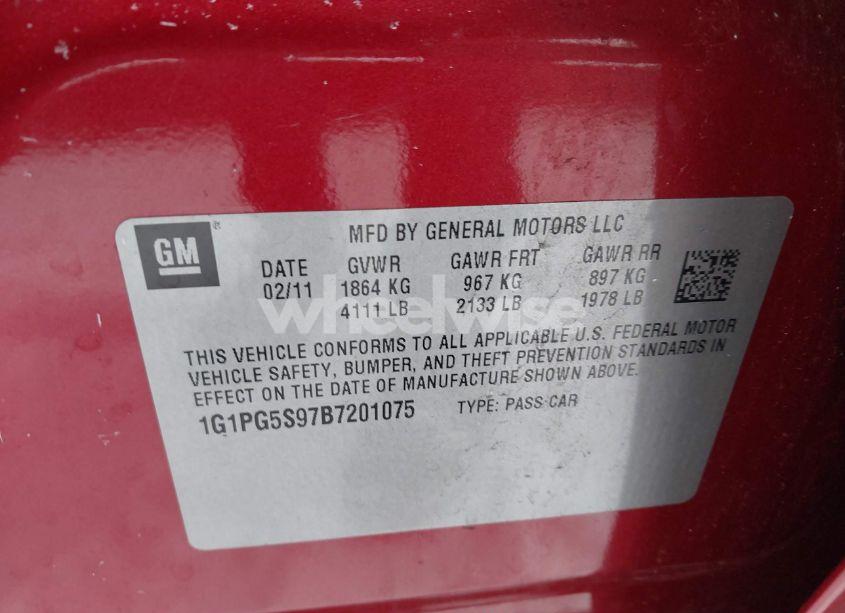 GM
MFD BY GENERAL MOTORS LLC
DATE GVWR GAWR FRT GAWR RR
02/11 1864 KG 967 KG 897 KG
4111 LB 2133 LB 1978 LB
wheelwise
THIS VEHICLE CONFORMS TO ALL APPLICABLE U.S. FEDERAL MOTOR
VEHICLE SAFETY, BUMPER, AND THEFT PREVENTION STANDARDS IN
EFFECT ON THE DATE OF MANUFACTURE SHOWN ABOVE.
1G1PG5S97B7201075 TYPE: PASS CAR